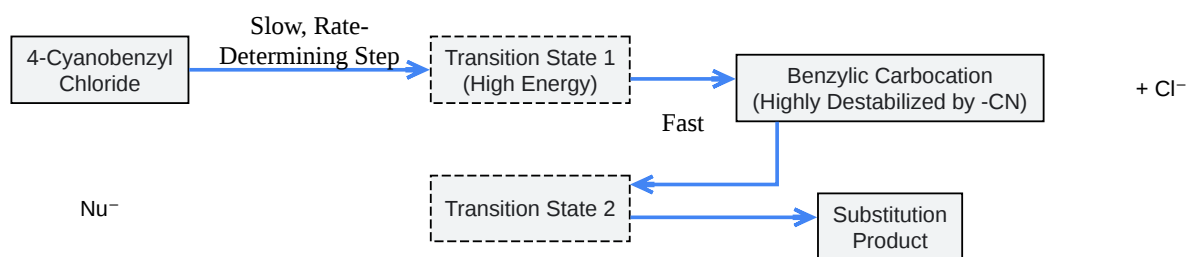 Slow, Rate-
Determining Step
4-Cyanobenzyl
Chloride
Transition State 1
(High Energy)
Benzylic Carbocation
(Highly Destabilized by -CN)
+ Cl⁻
Fast
Nu⁻
Transition State 2
Substitution
Product